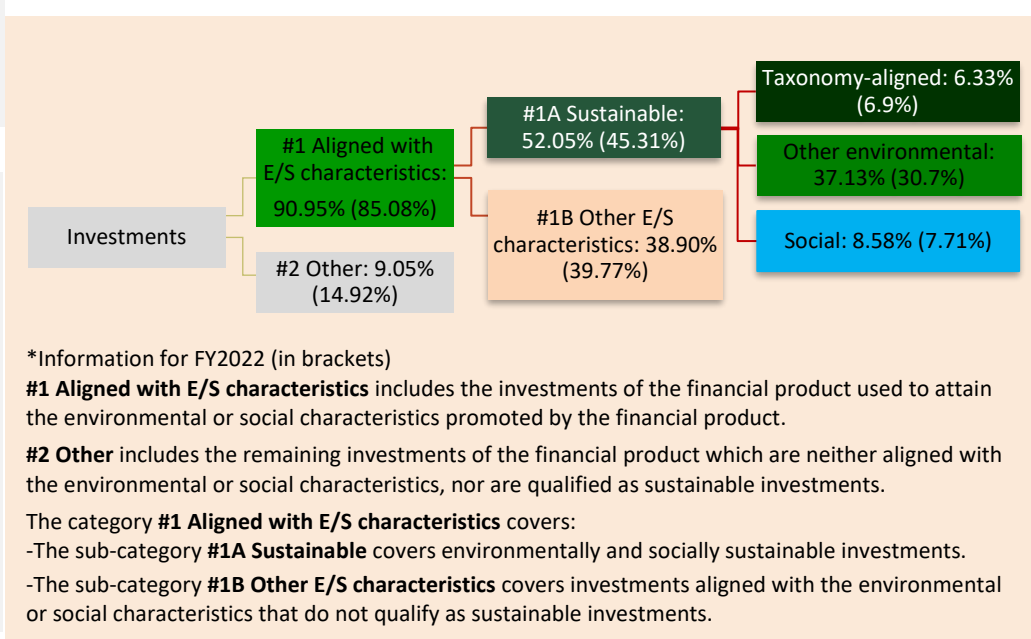 Investments
#1 Aligned with
E/S characteristics:
90.95% (85.08%)
#2 Other: 9.05%
(14.92%)
#1A Sustainable:
52.05% (45.31%)
#1B Other E/S
characteristics: 38.90%
(39.77%)
Taxonomy-aligned: 6.33%
(6.9%)
Other environmental:
37.13% (30.7%)
Social: 8.58% (7.71%)
*Information for FY2022 (in brackets)
#1 Aligned with E/S characteristics includes the investments of the financial product used to attain
the environmental or social characteristics promoted by the financial product.
#2 Other includes the remaining investments of the financial product which are neither aligned with
the environmental or social characteristics, nor are qualified as sustainable investments.
The category #1 Aligned with E/S characteristics covers:
-The sub-category #1A Sustainable covers environmentally and socially sustainable investments.
-The sub-category #1B Other E/S characteristics covers investments aligned with the environmental
or social characteristics that do not qualify as sustainable investments.